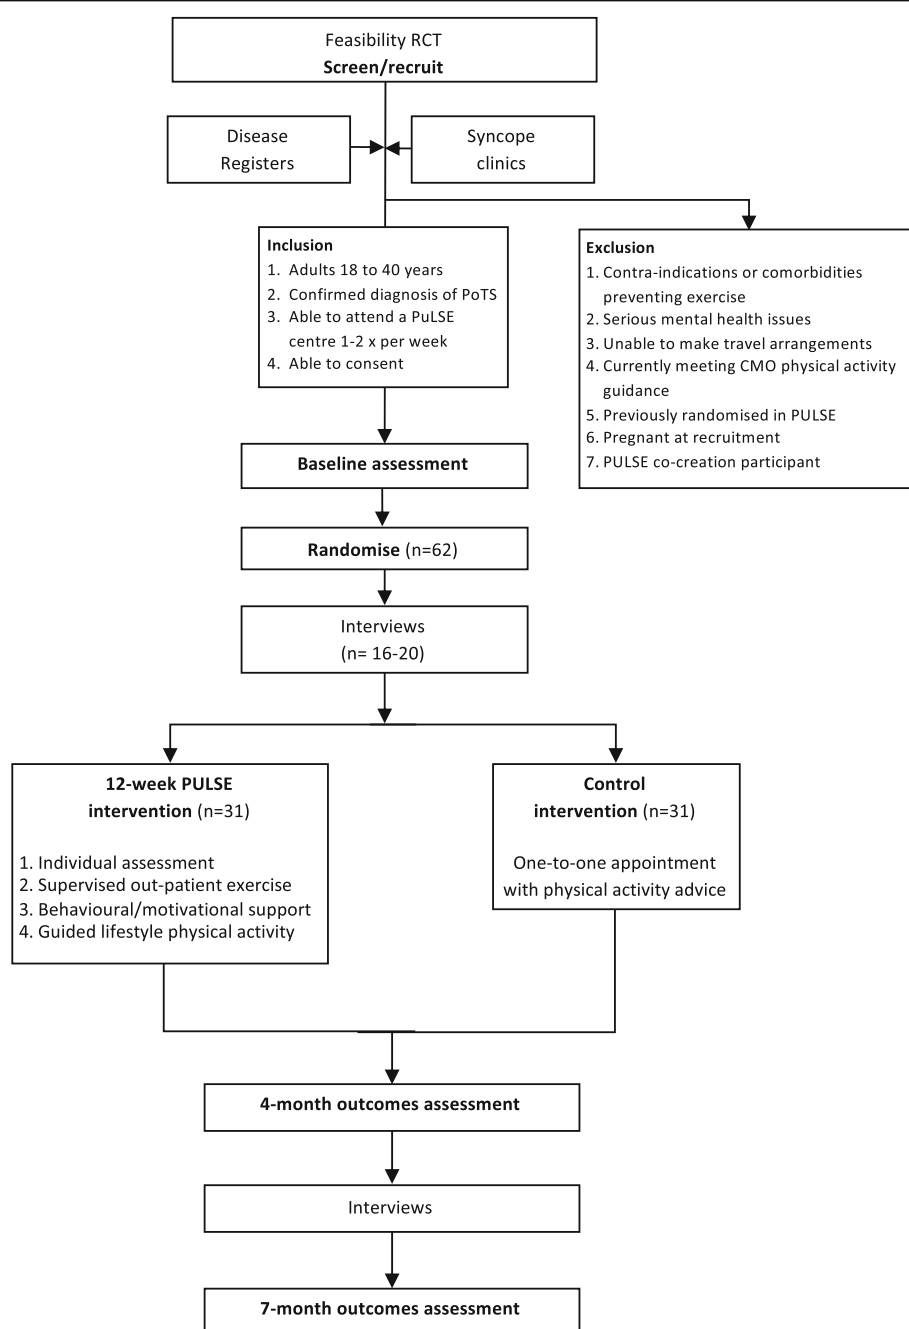 Feasibility RCT
Screen/recruit
Disease
Registers
Syncope
clinics
Inclusion
1. Adults 18 to 40 years
2. Confirmed diagnosis of PoTS
3. Able to attend a PuLSE
centre 1-2 x per week
4. Able to consent
Exclusion
1. Contra-indications or comorbidities
preventing exercise
2. Serious mental health issues
3. Unable to make travel arrangements
4. Currently meeting CMO physical activity
guidance
5. Previously randomised in PULSE
6. Pregnant at recruitment
7. PULSE co-creation participant
Baseline assessment
Randomise (n=62)
Interviews
(n= 16-20)
12-week PULSE
intervention (n=31)
1. Individual assessment
2. Supervised out-patient exercise
3. Behavioural/motivational support
4. Guided lifestyle physical activity
Control
intervention (n=31)
One-to-one appointment
with physical activity advice
4-month outcomes assessment
Interviews
7-month outcomes assessment